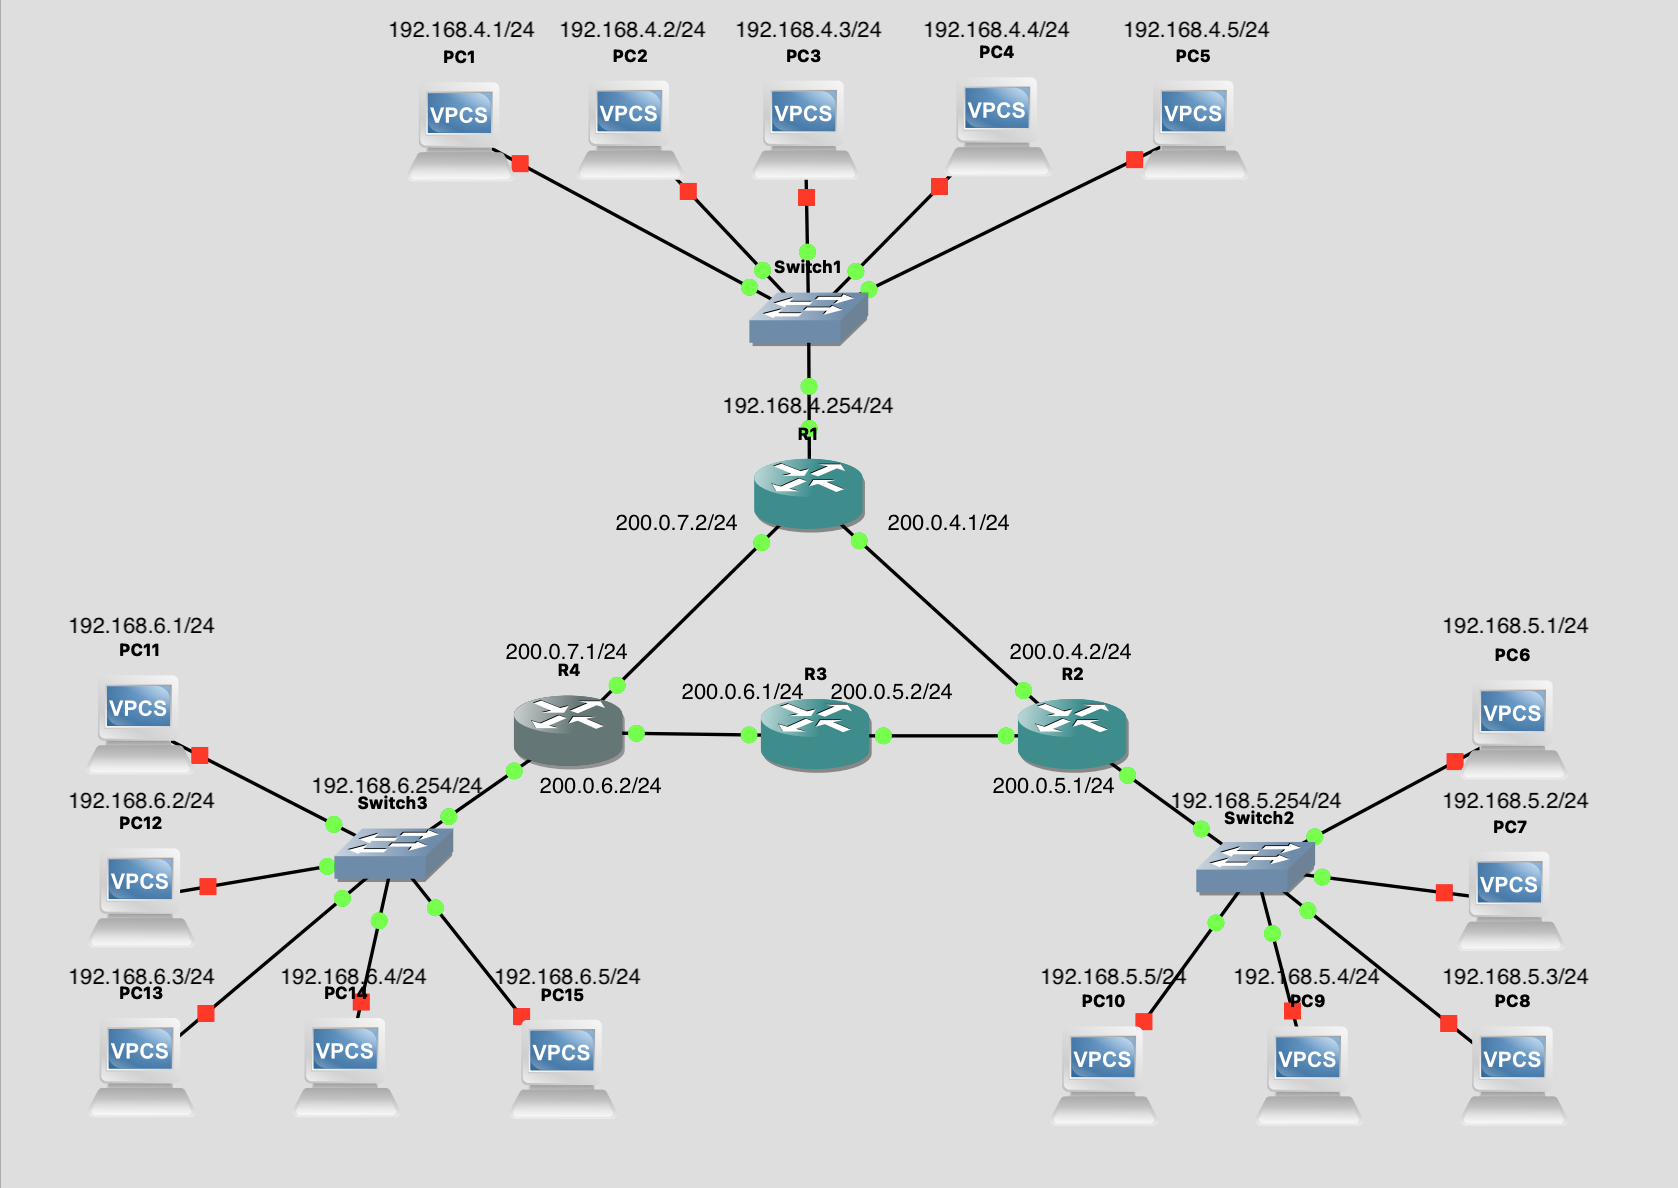 192.168.4.1/24 192.168.4.2/24 192.168.4.3/24 192.168.4.4/24 192.168.4.5/24
PC1 PC2 PC3 PC4 PC5
VPCS VPCS VPCS VPCS VPCS
Switch1
192.168.4.254/24
R1
200.0.7.2/24 200.0.4.1/24
192.168.6.1/24 192.168.5.1/24
PC11 PC6
200.0.7.1/24 200.0.4.2/24
R4 R3 R2
200.0.6.1/24 200.0.5.2/24
VPCS VPCS
192.168.6.254/24 200.0.6.2/24 200.0.5.1/24
Switch3
192.168.6.2/24 192.168.5.254/24 192.168.5.2/24
PC12 Switch2 PC7
VPCS VPCS
192.168.6.3/24 192.168.6.4/24 192.168.6.5/24 192.168.5.5/24 192.168.5.4/24 192.168.5.3/24
PC13 PC14 PC15 PC10 PC9 PC8
VPCS VPCS VPCS VPCS VPCS VPCS